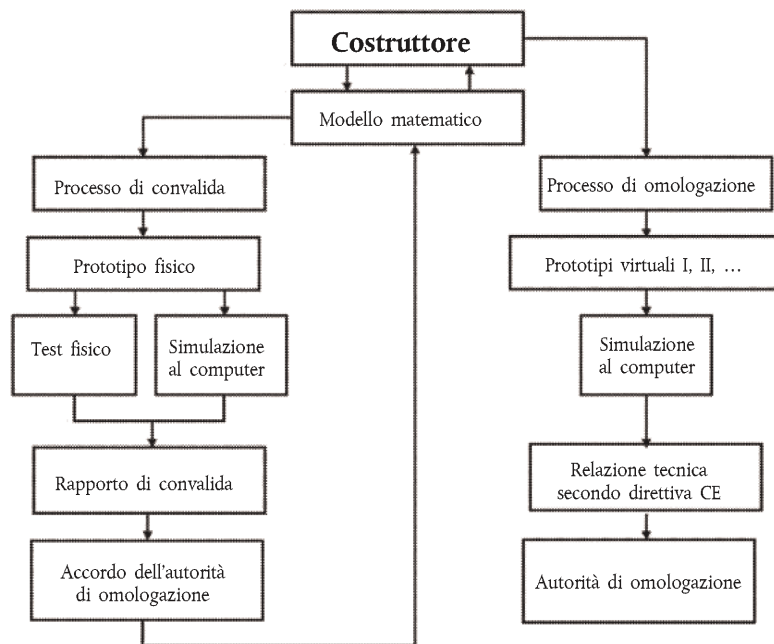 Costruttore
Modello matematico
Processo di convalida
Prototipo fisico
Test fisico
Simulazione
al computer
Rapporto di convalida
Accordo dell'autorità
di omologazione
Processo di omologazione
Prototipi virtuali I, II, ...
Simulazione
al computer
Relazione tecnica
secondo direttiva CE
Autorità di omologazione